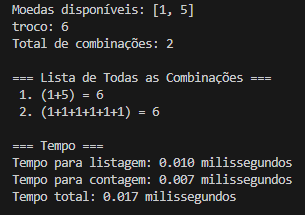 Moedas disponíveis: [1, 5]
troco: 6
Total de combinações: 2
=== Lista de Todas as Combinações ===
1. (1+5) = 6
2. (1+1+1+1+1+1) = 6
=== Tempo ===
Tempo para listagem: 0.010 milissegundos
Tempo para contagem: 0.007 milissegundos
Tempo total: 0.017 milissegundos